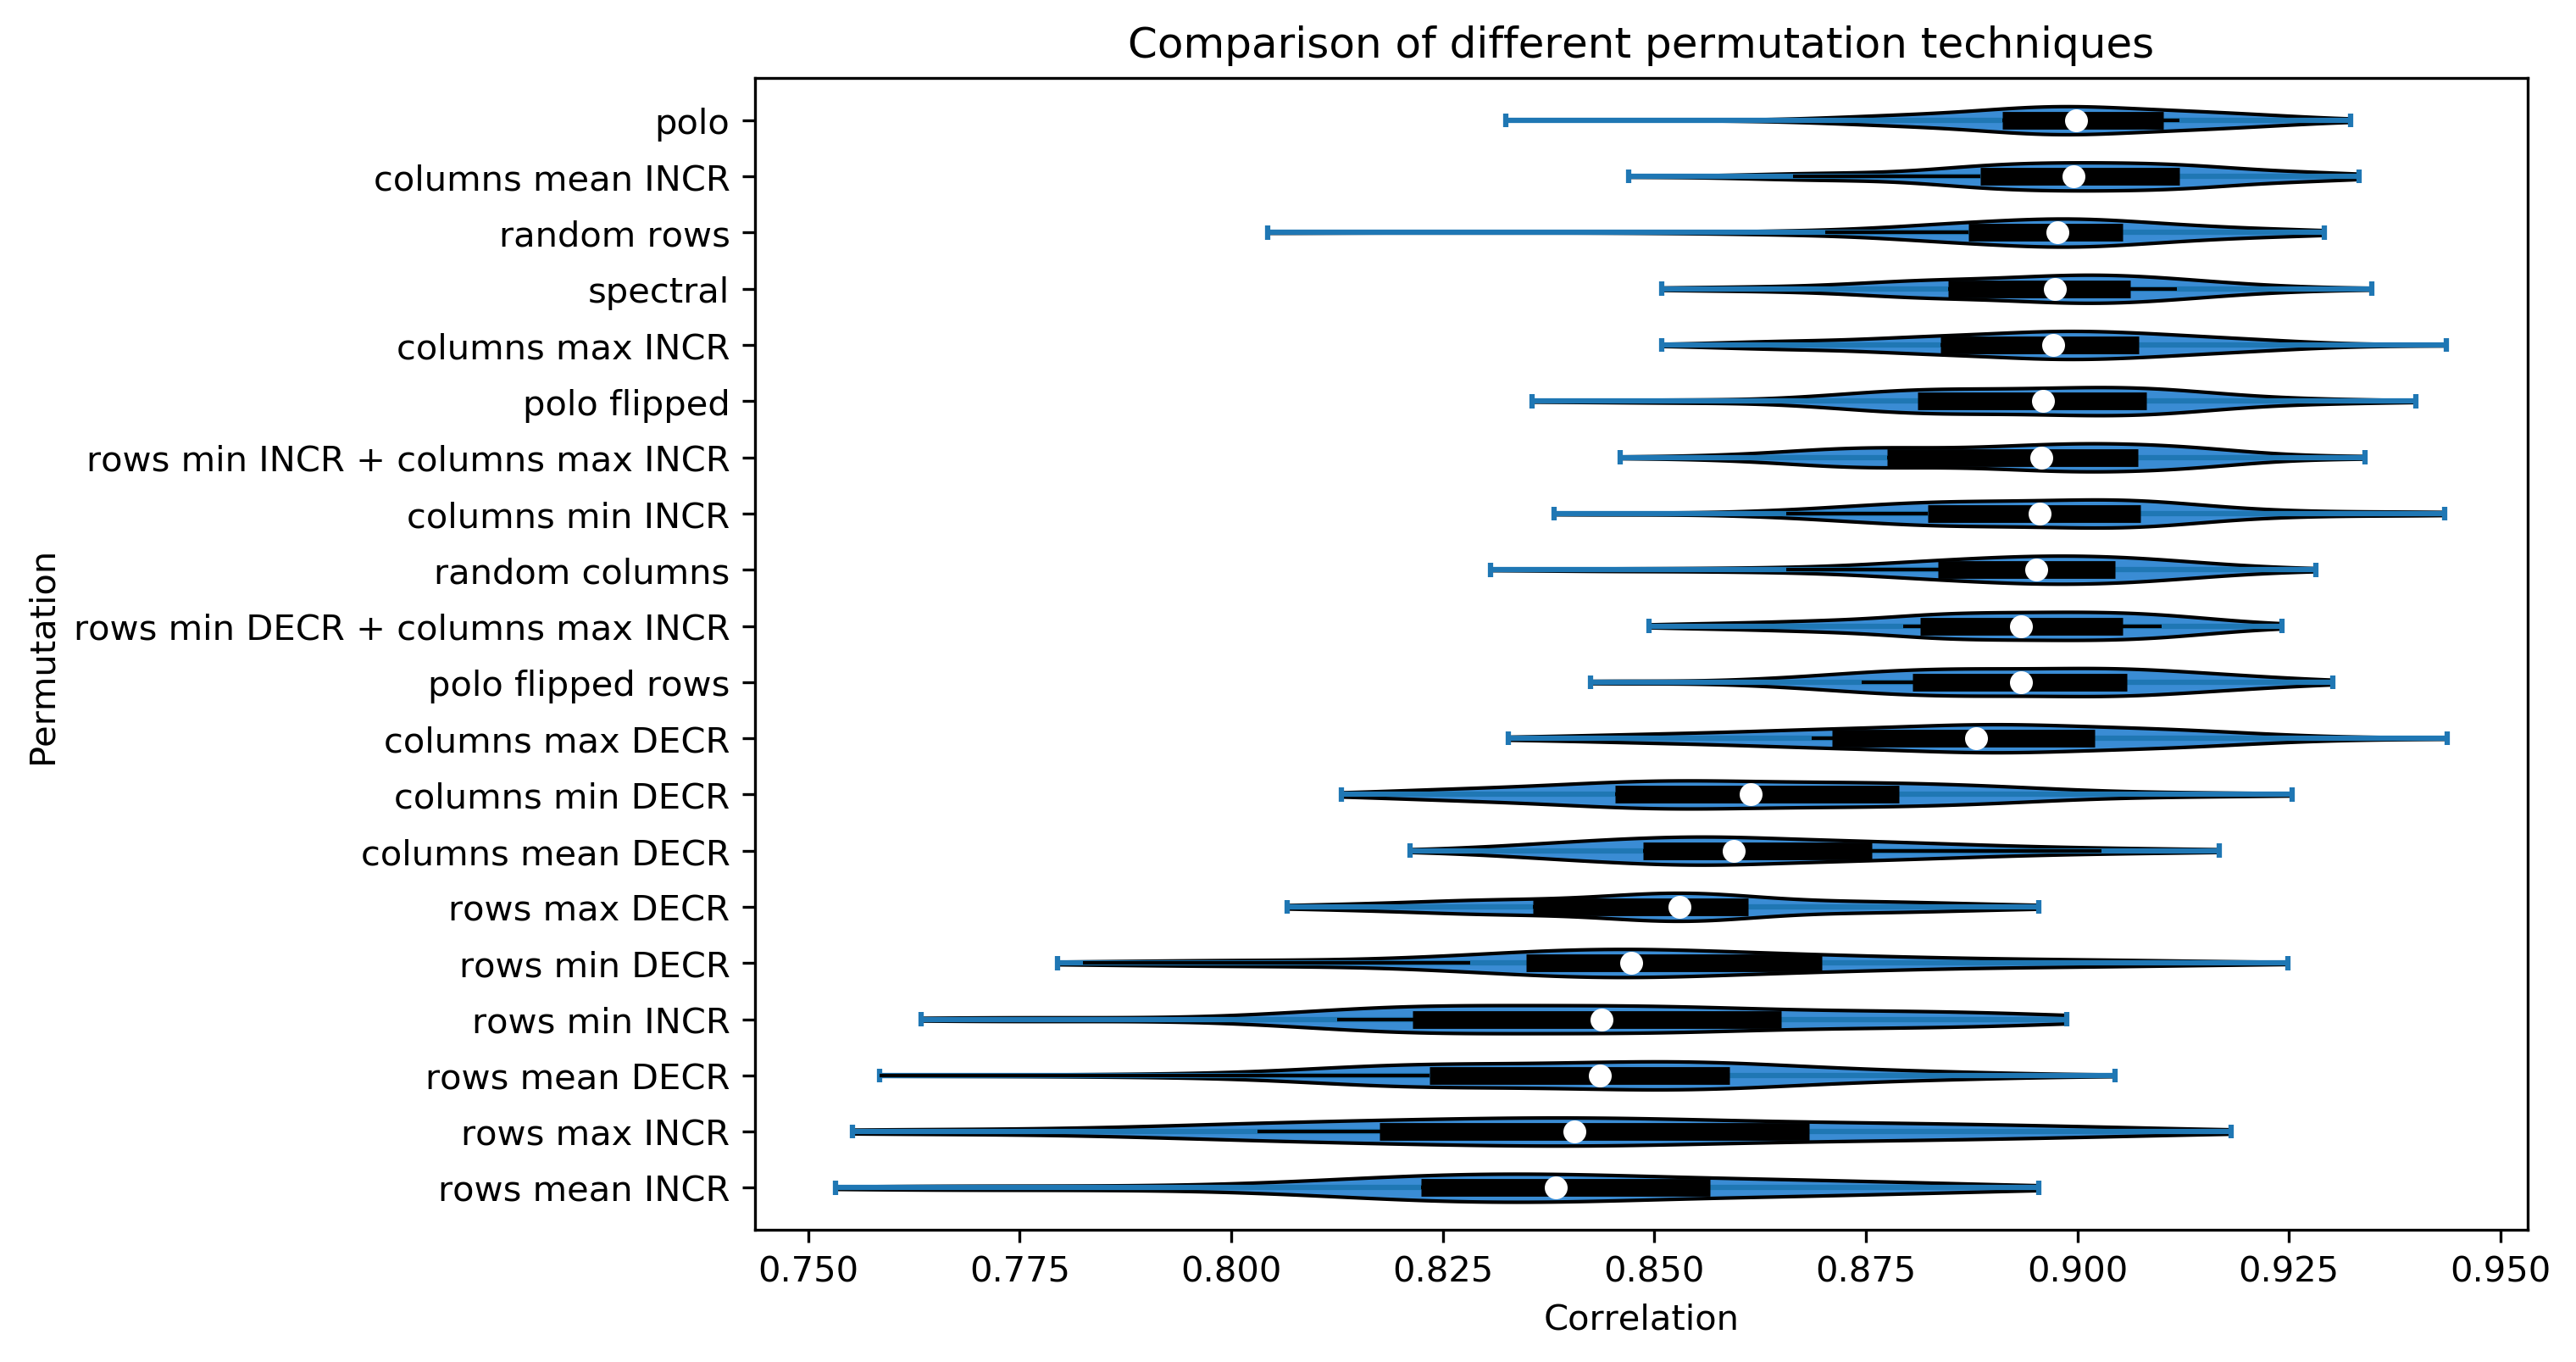 Comparison of different permutation techniques
polo
columns mean INCR
random rows
spectral
columns max INCR
polo flipped
rows min INCR + columns max INCR
columns min INCR
random columns
rows min DECR + columns max INCR
polo flipped rows
columns max DECR
columns min DECR
columns mean DECR
rows max DECR
rows min DECR
rows min INCR
rows mean DECR
rows max INCR
rows mean INCR
Permutation
0.750 0.775 0.800 0.825 0.850 0.875 0.900 0.925 0.950
Correlation